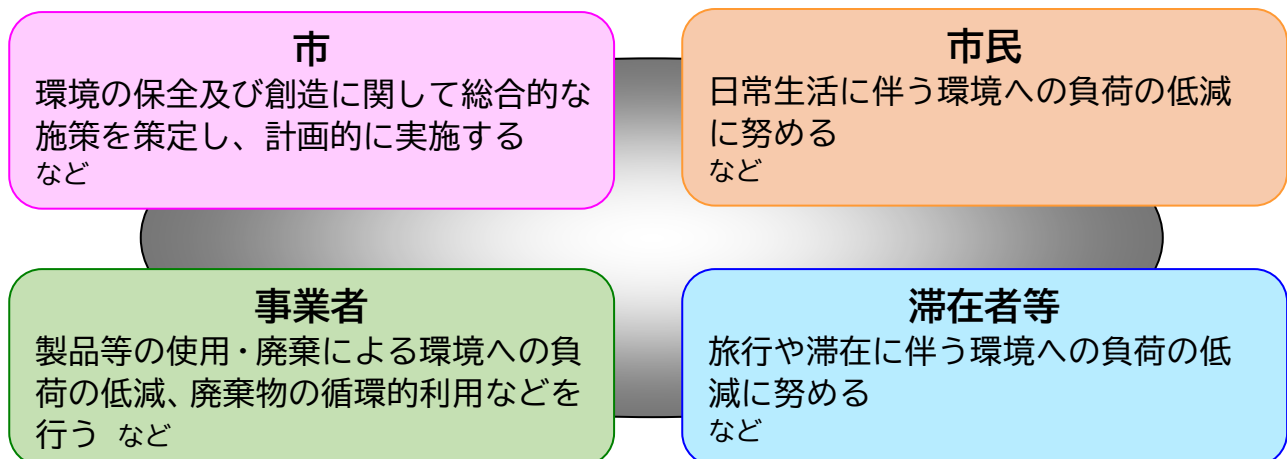 市
環境の保全及び創造に関して総合的な
施策を策定し、計画的に実施する
など
市民
日常生活に伴う環境への負荷の低減
に努める
など
事業者
製品等の使用・廃棄による環境への負
荷の低減、廃棄物の循環的利用などを
行う など
滞在者等
旅行や滞在に伴う環境への負荷の低
減に努める
など